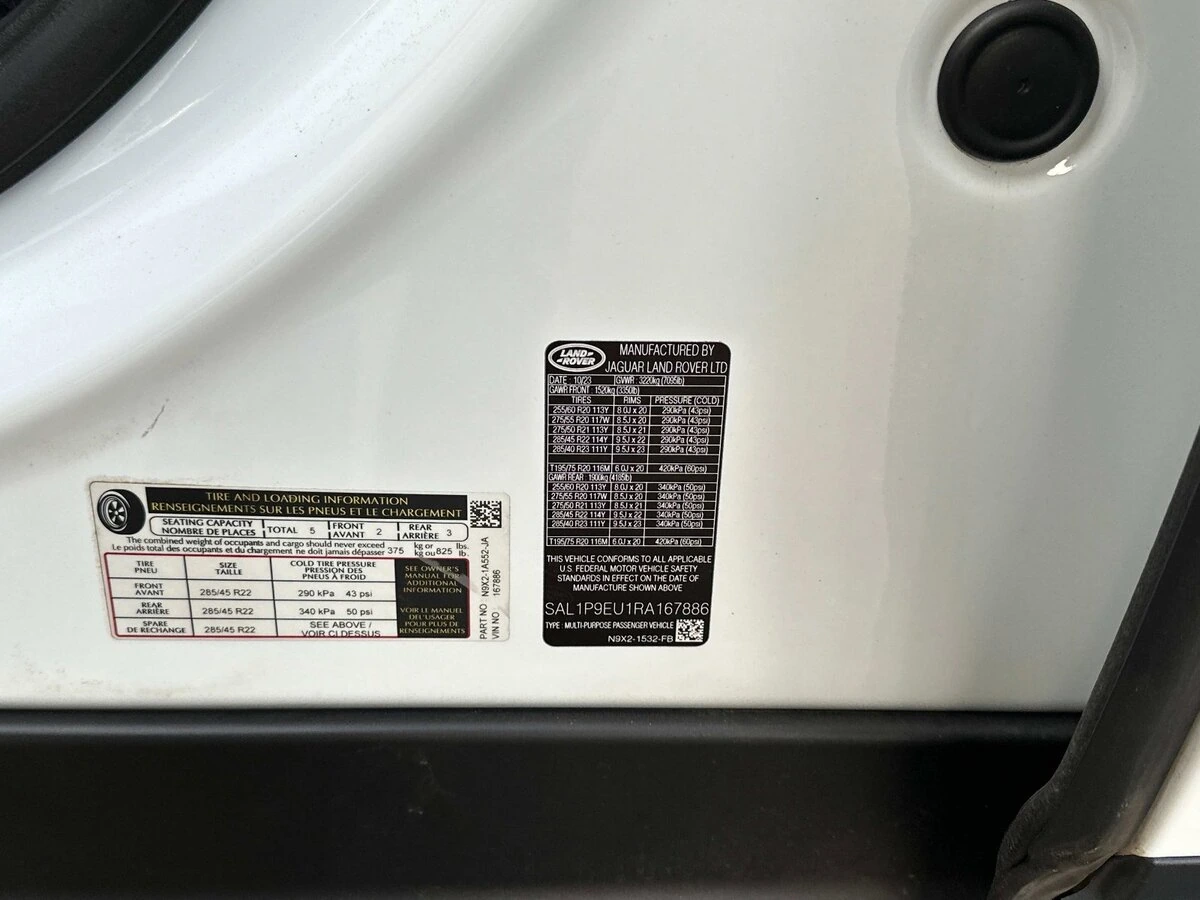 TIRE AND LOADING INFORMATION
RENSEIGNEMENTS SUR LES PNEUS ET LE CHARGEMENT
SEATING CAPACITY
NOMBRE DE PLACES
TOTAL 5
FRONT
AVANT 2
REAR
ARRIÈRE 3
The combined weight of occupants and cargo should never exceed
Le poids total des occupants et du chargement ne doit jamais dépasser
375 kg or
kg ou
825 lbs.
lb.
TIRE
PNEU
SIZE
TAILLE
COLD TIRE PRESSURE
PRESSION DES
PNEUS À FROID
FRONT
AVANT
285/45 R22
290 kPa 43 psi
REAR
ARRIÈRE
285/45 R22
340 kPa 50 psi
SPARE
DE RECHANGE
285/45 R22
SEE ABOVE /
VOIR CI DESSUS
SEE OWNER'S
MANUAL FOR
ADDITIONAL
INFORMATION
VOIR LE MANUEL
DEL'USAGER
POUR PLUS DE
RENSEIGNEMENTS
PART NO N9X2-1A552-JA
VIN NO 167886
LAND-
-ROVER
MANUFACTURED BY
JAGUAR LAND ROVER LTD
DATE : 10/23 GVWR : 3220kg (7095lb)
GAWR FRONT : 1520kg (3350lb)
TIRES RIMS PRESSURE (COLD)
255/60 R20 113Y 8.0J x 20 290kPa (43psi)
275/55 R20 117W 8.5J x 20 290kPa (43psi)
275/50 R21 113Y 8.5J x 21 290kPa (43psi)
285/45 R22 114Y 9.5J x 22 290kPa (43psi)
285/40 R23 111Y 9.5J x 23 290kPa (43psi)
T195/75 R20 116M 6.0J x 20 420kPa (60psi)
GAWR REAR : 1900kg (4185lb)
255/60 R20 113Y 8.0J x 20 340kPa (50psi)
275/55 R20 117W 8.5J x 20 340kPa (50psi)
275/50 R21 113Y 8.5J x 21 340kPa (50psi)
285/45 R22 114Y 9.5J x 22 340kPa (50psi)
285/40 R23 111Y 9.5J x 23 340kPa (50psi)
T195/75 R20 116M 6.0J x 20 420kPa (60psi)
THIS VEHICLE CONFORMS TO ALL APPLICABLE
U.S. FEDERAL MOTOR VEHICLE SAFETY
STANDARDS IN EFFECT ON THE DATE OF
MANUFACTURE SHOWN ABOVE
SAL1P9EU1RA167886
TYPE : MULTI-PURPOSE PASSENGER VEHICLE
N9X2-1532-FB